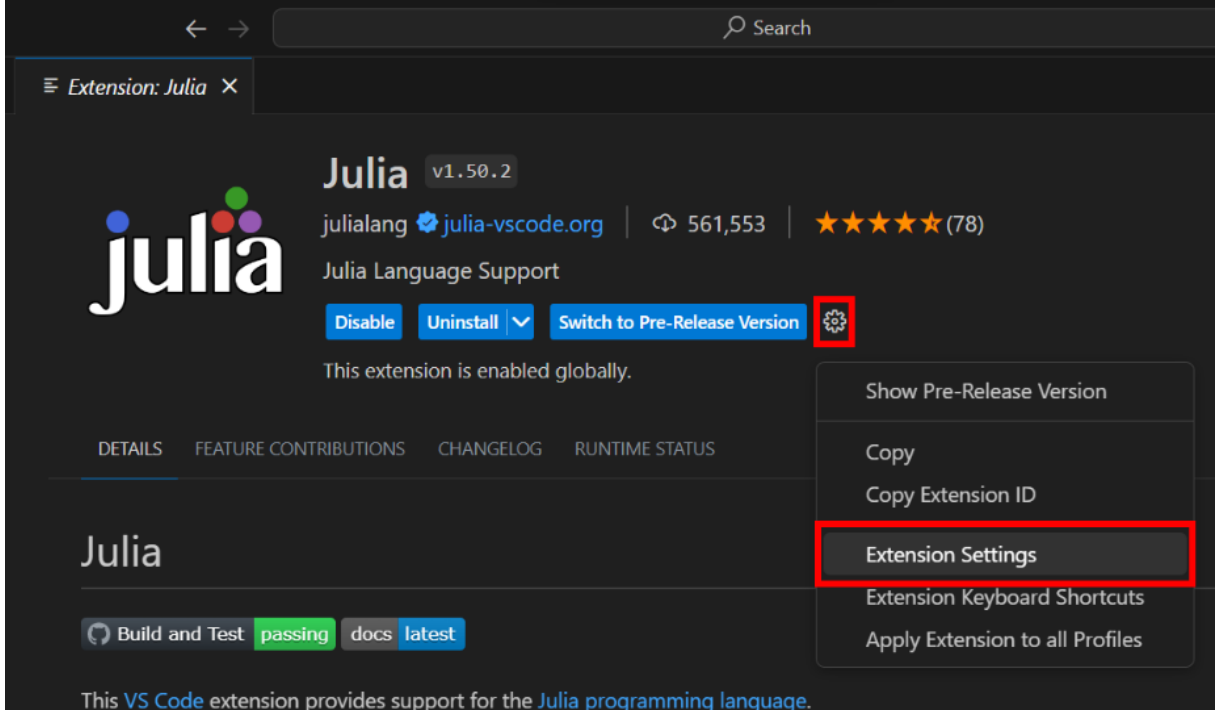 Search
Extension: Julia
julia
Julia v1.50.2
julialang julia-vscode.org 561,553 (78)
Julia Language Support
Disable Uninstall Switch to Pre-Release Version
This extension is enabled globally.
Show Pre-Release Version
Copy
Copy Extension ID
Extension Settings
Extension Keyboard Shortcuts
Apply Extension to all Profiles
DETAILS FEATURE CONTRIBUTIONS CHANGELOG RUNTIME STATUS
Julia
Build and Test passing docs latest
This VS Code extension provides support for the Julia programming language.